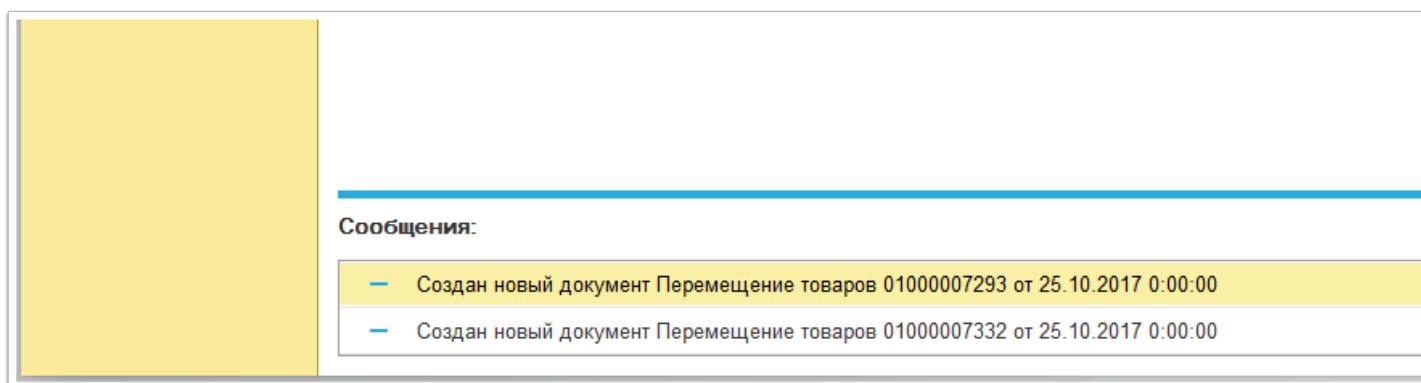 Сообщения:
Создан новый документ Перемещение товаров 01000007293 от 25.10.2017 0:00:00
Создан новый документ Перемещение товаров 01000007332 от 25.10.2017 0:00:00